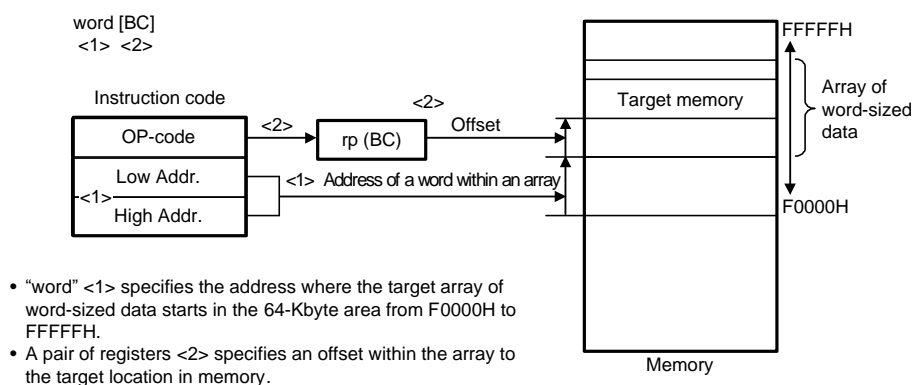 word [BC]
<1> <2>
FFFFFH
Array of
word-sized
data
Instruction code
<2>
Target memory
OP-code
<2>
rp (BC)
Offset
Low Addr.
<1>
<1> Address of a word within an array
High Addr.
F0000H
• “word” <1> specifies the address where the target array of
word-sized data starts in the 64-Kbyte area from F0000H to
FFFFFH.
• A pair of registers <2> specifies an offset within the array to
the target location in memory.
Memory